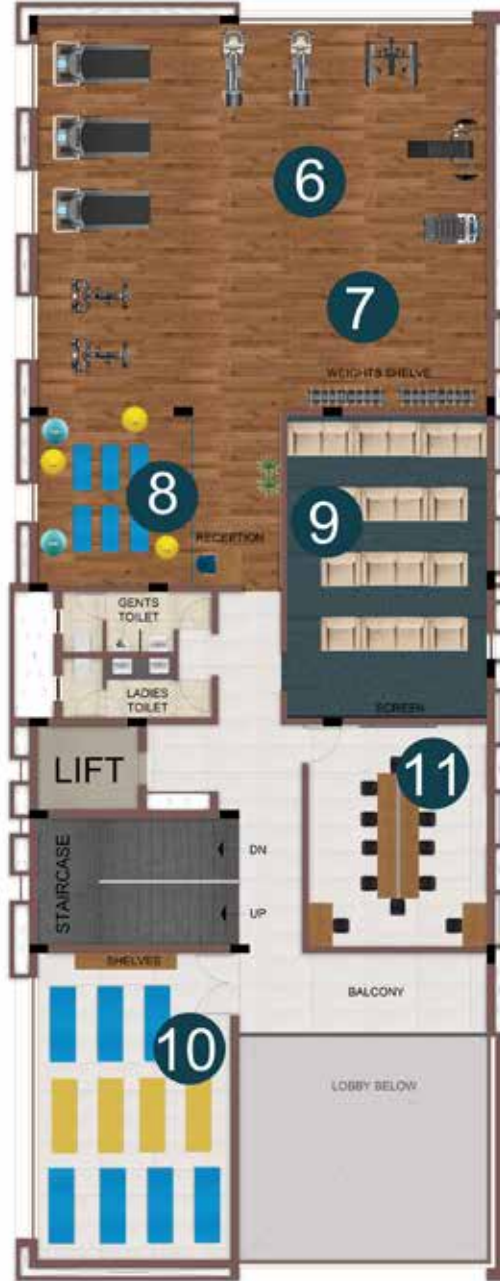 6
7
WEIGHTS SHELVE
8
9
RECEPTION
GENTS
TOILET
LADIES
TOILET
SCREEN
LIFT
11
STAIRCASE
DN
UP
SHELVES
BALCONY
10
LOBBY BELOW